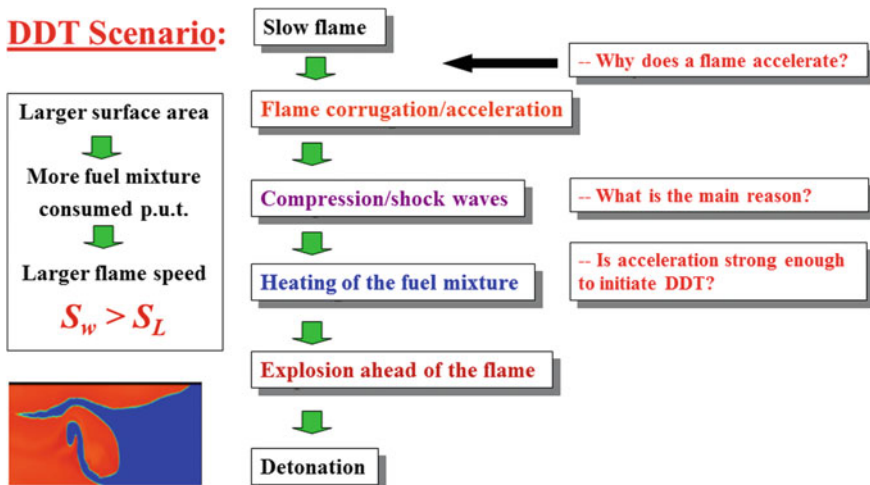 DDT Scenario:
Slow flame
-- Why does a flame accelerate?
Larger surface area
More fuel mixture
consumed p.u.t.
Larger flame speed
S_w > S_L
Flame corrugation/acceleration
Compression/shock waves
-- What is the main reason?
Heating of the fuel mixture
-- Is acceleration strong enough
to initiate DDT?
Explosion ahead of the flame
Detonation